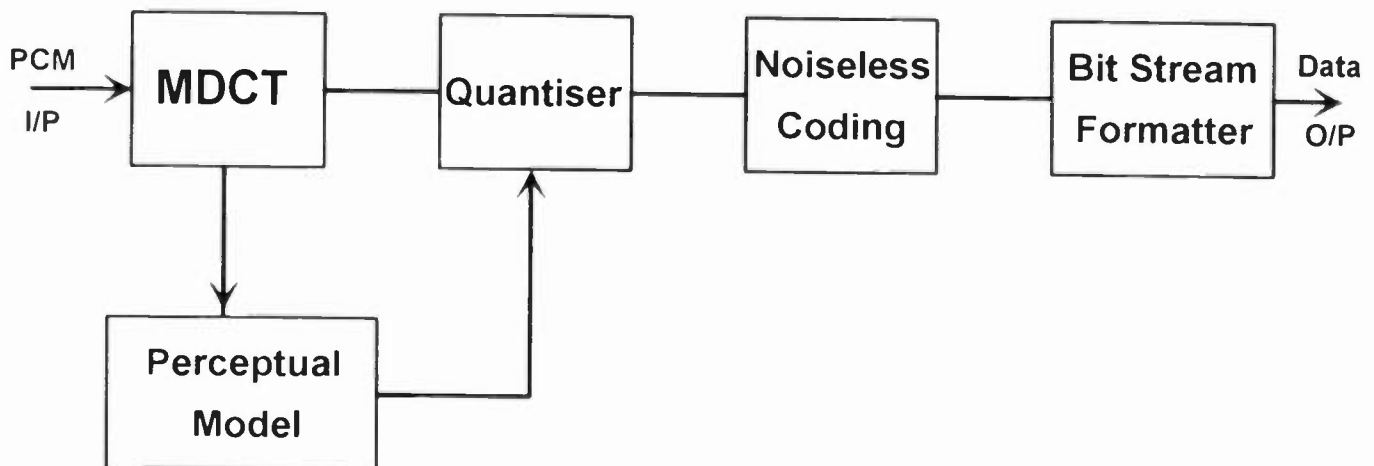 PCM
I/P
MDCT
Quantiser
Noiseless
Coding
Bit Stream
Formatter
Data
O/P
Perceptual
Model